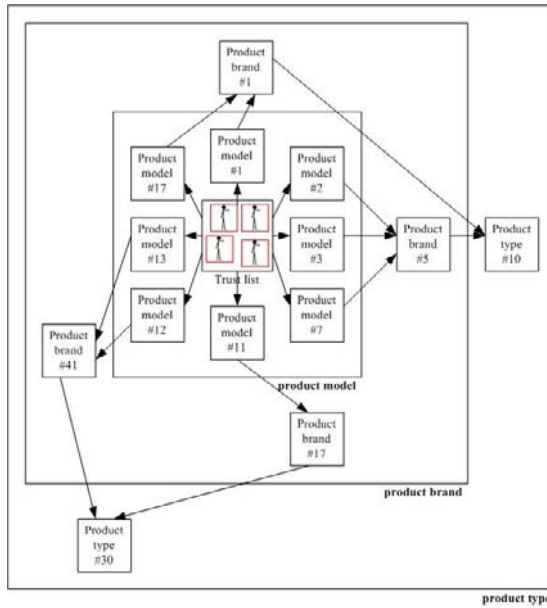 Product
brand
#1
Product
model
#17
Product
model
#1
Product
model
#2
Product
model
#13
Trust list
Product
model
#3
Product
brand
#5
Product
type
#10
Product
model
#12
Product
model
#11
Product
model
#7
Product
brand
#41
product model
Product
brand
#17
product brand
Product
type
#30
product type